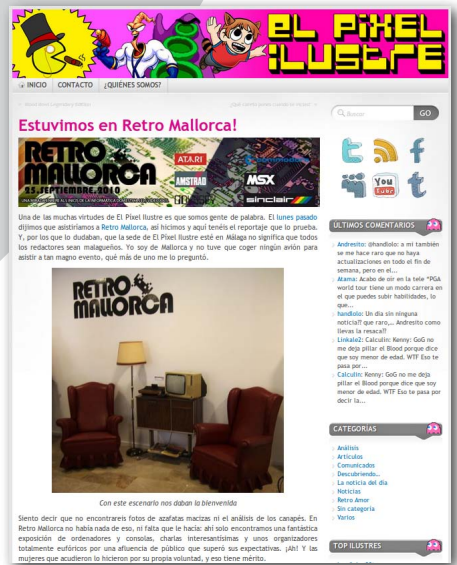 EL PÍXEL
ILUSTRE
INICIO CONTACTO ¿QUIÉNES SOMOS?
Buscar GO
Estuvimos en Retro Mallorca!
RETRO
MALLORCA
25.SEPTIEMBRE.2010
ATARI
commodore
AMSTRAD
MSX
sinclair
Una de las muchas virtudes de El Píxel Ilustre es que somos gente de palabra. El lunes pasado
dijimos que asistiríamos a Retro Mallorca, así hicimos y aquí tenéis el reportaje que lo prueba.
Y, por los que lo dudaban, que la sede de El Píxel Ilustre esté en Málaga no significa que todos
los redactores sean malagueños. Yo soy de Mallorca y no tuve que coger ningún avión para
asistir a tan magno evento, qué más de uno me lo preguntó.
RETRO
MALLORCA
Con este escenario nos daban la bienvenida
Siento decir que no encontrareis fotos de azafatas macizas ni el análisis de los canapés. En
Retro Mallorca no había nada de eso, ni falta que le hacía: ahí solo encontramos una fantástica
exposición de ordenadores y consolas, charlas interesantísimas y unos organizadores
totalmente eufóricos por una afluencia de público que superó sus expectativas. ¡Ah! Y las
mujeres que acudieron lo hicieron por su propia voluntad, y eso tiene mérito.
You
Tube
ÚLTIMOS COMENTARIOS
Andresito: @handlolo: a mi también
se me hace raro que no haya
actualizaciones en todo el fin de
semana, pero en el...
Atama: Acabo de oir en la tele "PGA
world tour tiene un modo carrera en
el que puedes subir habilidades, lo
que...
handlolo: Un día sin ninguna
noticia?? que raro,.. Andresito como
llevas la resaca??
Linkale2: Calculin: Kenny: GoG no
me deja pillar el Blood porque dice
que soy menor de edad. WTF Eso te
pasa por...
Calculin: Kenny: GoG no me deja
pillar el Blood porque dice que soy
menor de edad. WTF Eso te pasa por
decir la...
CATEGORÍAS
Análisis
Artículos
Comunicados
Descubriendo…
La noticia del día
Noticias
Retro Amor
Sin categoría
Varios
TOP ILUSTRES